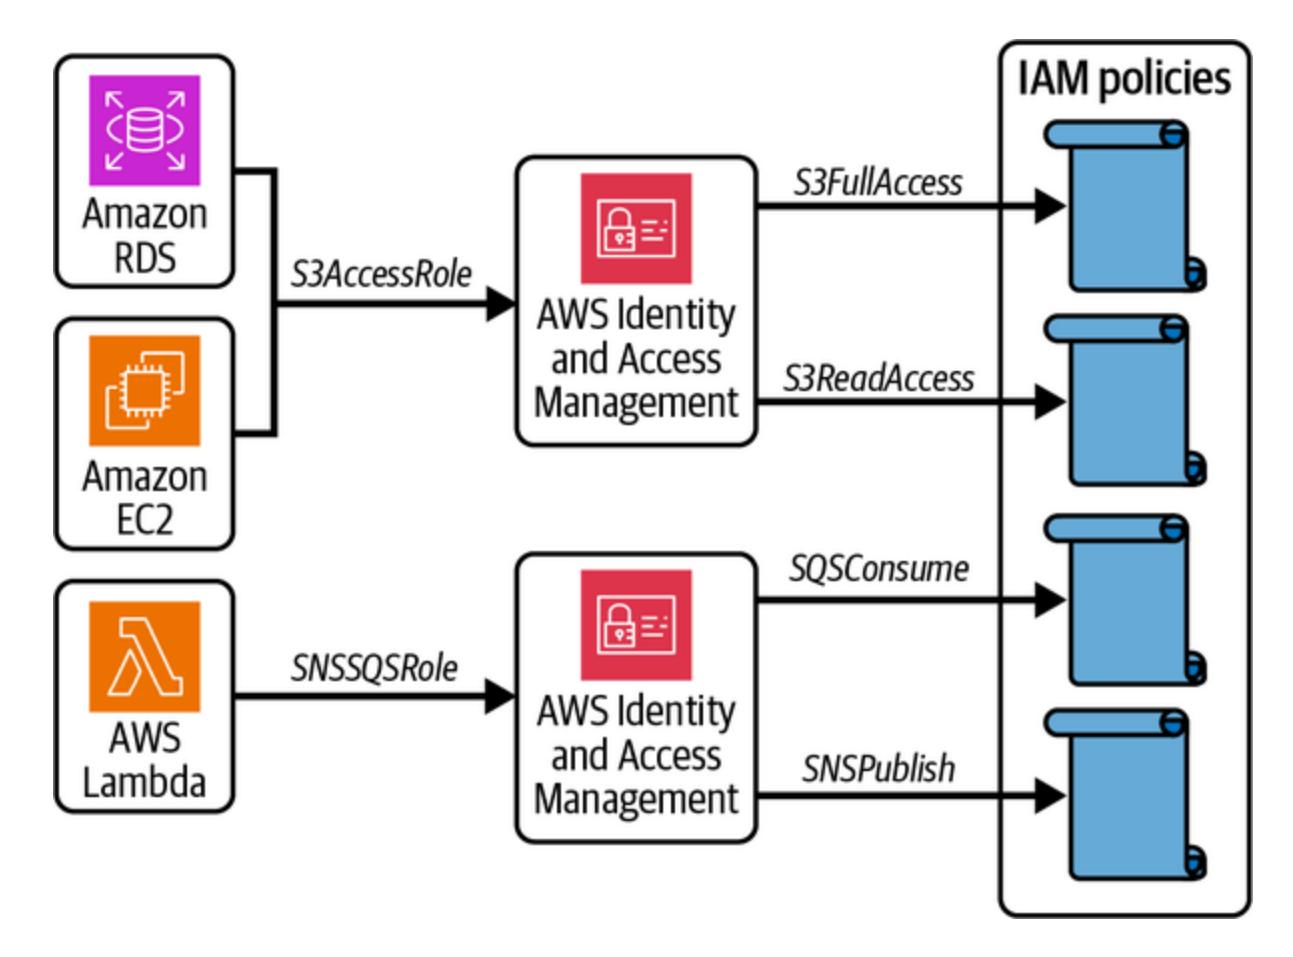 IAM policies
Amazon
RDS
S3AccessRole
Amazon
EC2
AWS Identity
and Access
Management
S3FullAccess
S3ReadAccess
AWS
Lambda
SNSSQSRole
AWS Identity
and Access
Management
SQSConsume
SNSPublish